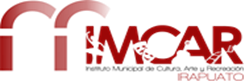 IMCAR
Instituto Municipal de Cultura, Arte y Recreación
IRAPUATO